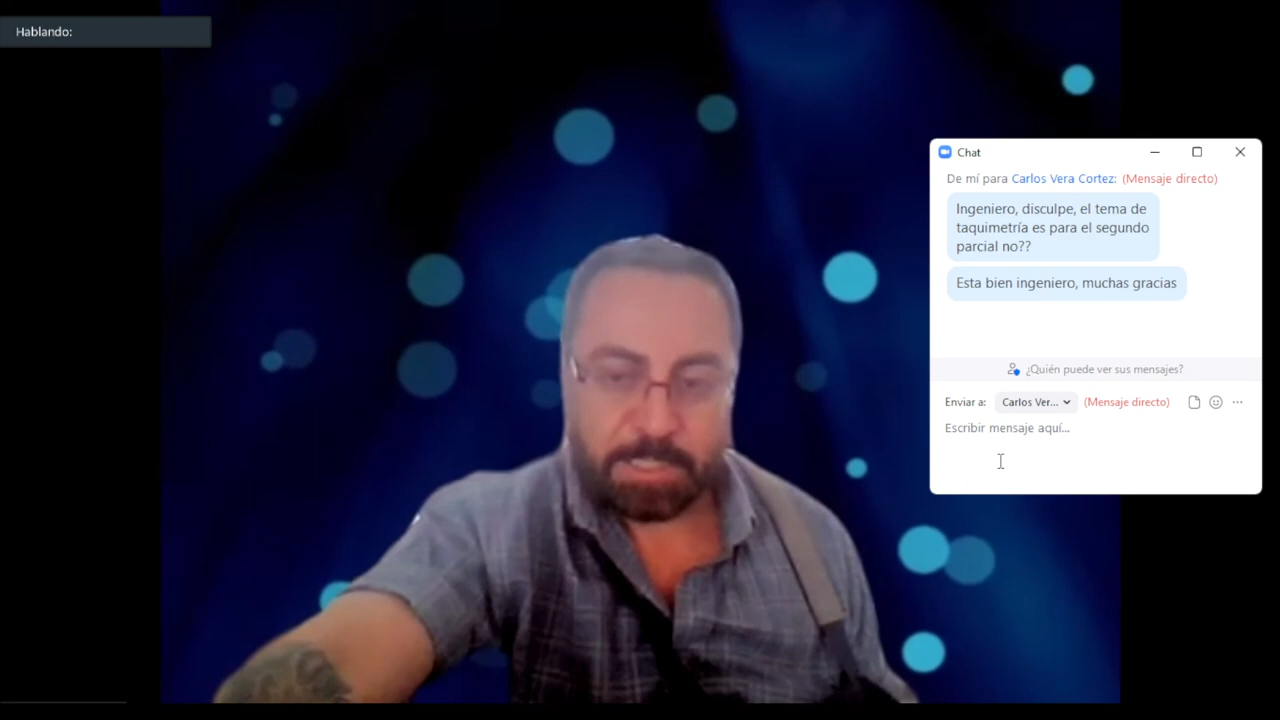 Hablando:
Chat
De mí para Carlos Vera Cortez: (Mensaje directo)
Ingeniero, disculpe, el tema de
taquimetría es para el segundo
parcial no??
Esta bien ingeniero, muchas gracias
¿Quién puede ver sus mensajes?
Enviar a: Carlos Ver... (Mensaje directo)
Escribir mensaje aquí...